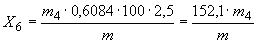 X₆ = m₄·0,6084·100·2,5 / m = 152,1·m₄ / m